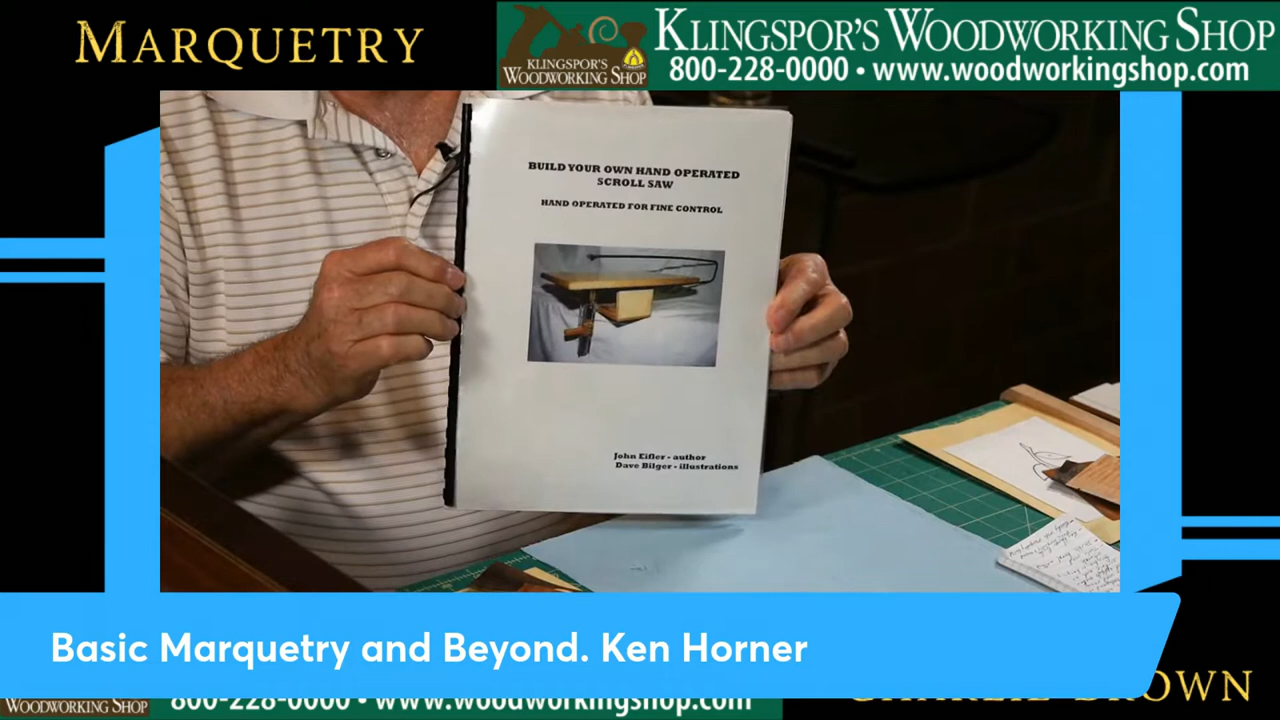 MARQUETRY
KLINGSPOR'S
WOODWORKING SHOP
KLINGSPOR'S WOODWORKING SHOP
800-228-0000 • www.woodworkingshop.com
BUILD YOUR OWN HAND OPERATED
SCROLL SAW
HAND OPERATED FOR FINE CONTROL
John Eifler - author
Dave Bilger - illustrations
Basic Marquetry and Beyond. Ken Horner
WOODWORKING SHOP
800-228-0000 • www.woodworkingshop.com
CHARLIE BROWN